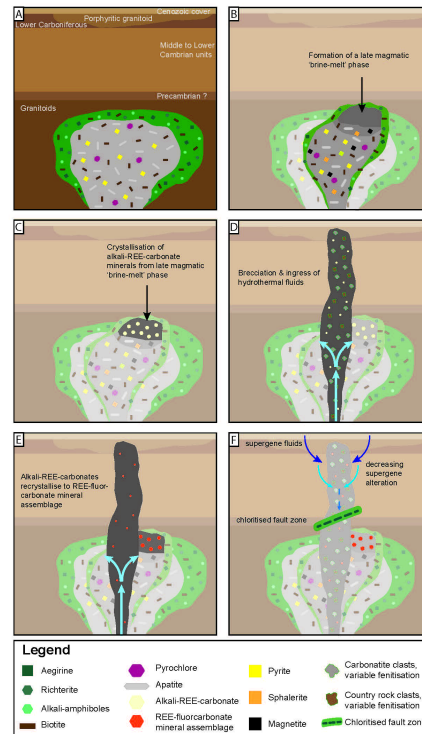 A
Cenozoic cover
Lower Carboniferous
Porphyritic granitoid
Middle to Lower
Cambrian units
Precambrian ?
Granitoids
B
Formation of a late magmatic
'brine-melt' phase
C
Crystallisation of
alkali-REE-carbonate
minerals from late magmatic
'brine-melt' phase
D
Brecciation & ingress of
hydrothermal fluids
E
Alkali-REE-carbonates
recrystallise to REE-fluor-
carbonate mineral
assemblage
F
supergene fluids
decreasing
supergene
alteration
chloritised fault zone
Legend
Aegirine
Richterite
Alkali-amphiboles
Biotite
Pyrochlore
Apatite
Alkali-REE-carbonate
REE-fluorcarbonate
mineral assemblage
Pyrite
Sphalerite
Magnetite
Carbonatite clasts,
variable fenitisation
Country rock clasts,
variable fenitisation
Chloritised fault zone